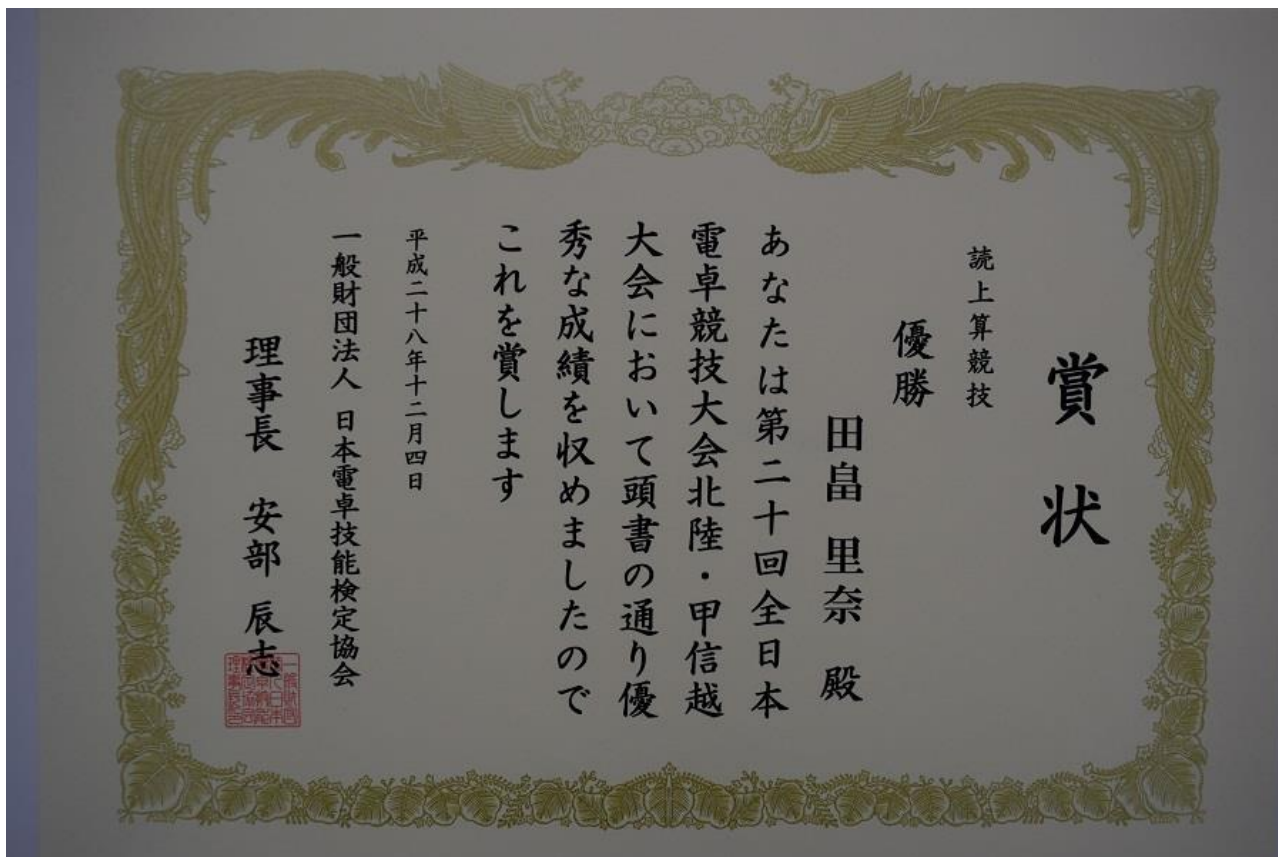 賞状
読上算競技
優勝
田畠 里奈 殿
あなたは第二十回全日本
電卓競技大会北陸・甲信越
大会において頭書の通り優
秀な成績を収めましたので
これを賞します
平成二十八年十二月四日
一般財団法人 日本電卓技能検定協会
理事長 安部 辰志